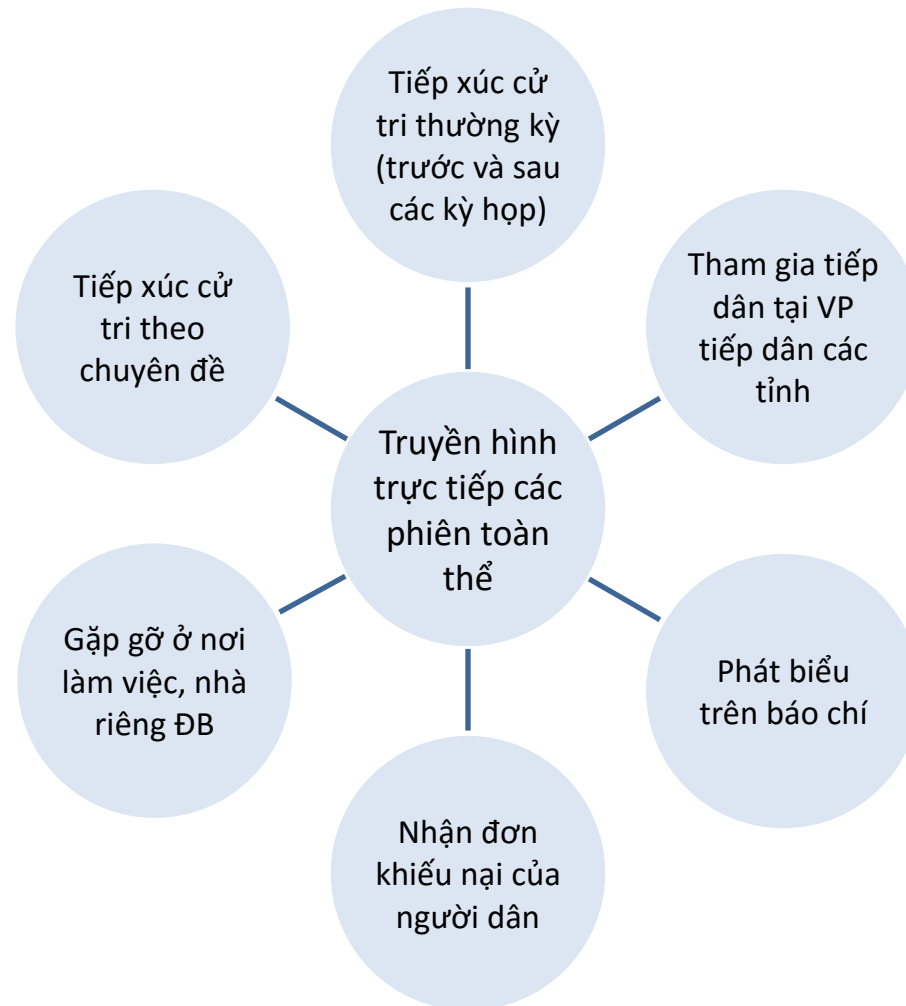 Tiếp xúc cử
tri thường kỳ
(trước và sau
các kỳ họp)
Tham gia tiếp
dân tại VP
tiếp dân các
tỉnh
Phát biểu
trên báo chí
Nhận đơn
khiếu nại của
người dân
Gặp gỡ ở nơi
làm việc, nhà
riêng ĐB
Tiếp xúc cử
tri theo
chuyên đề
Truyền hình
trực tiếp các
phiên toàn
thể